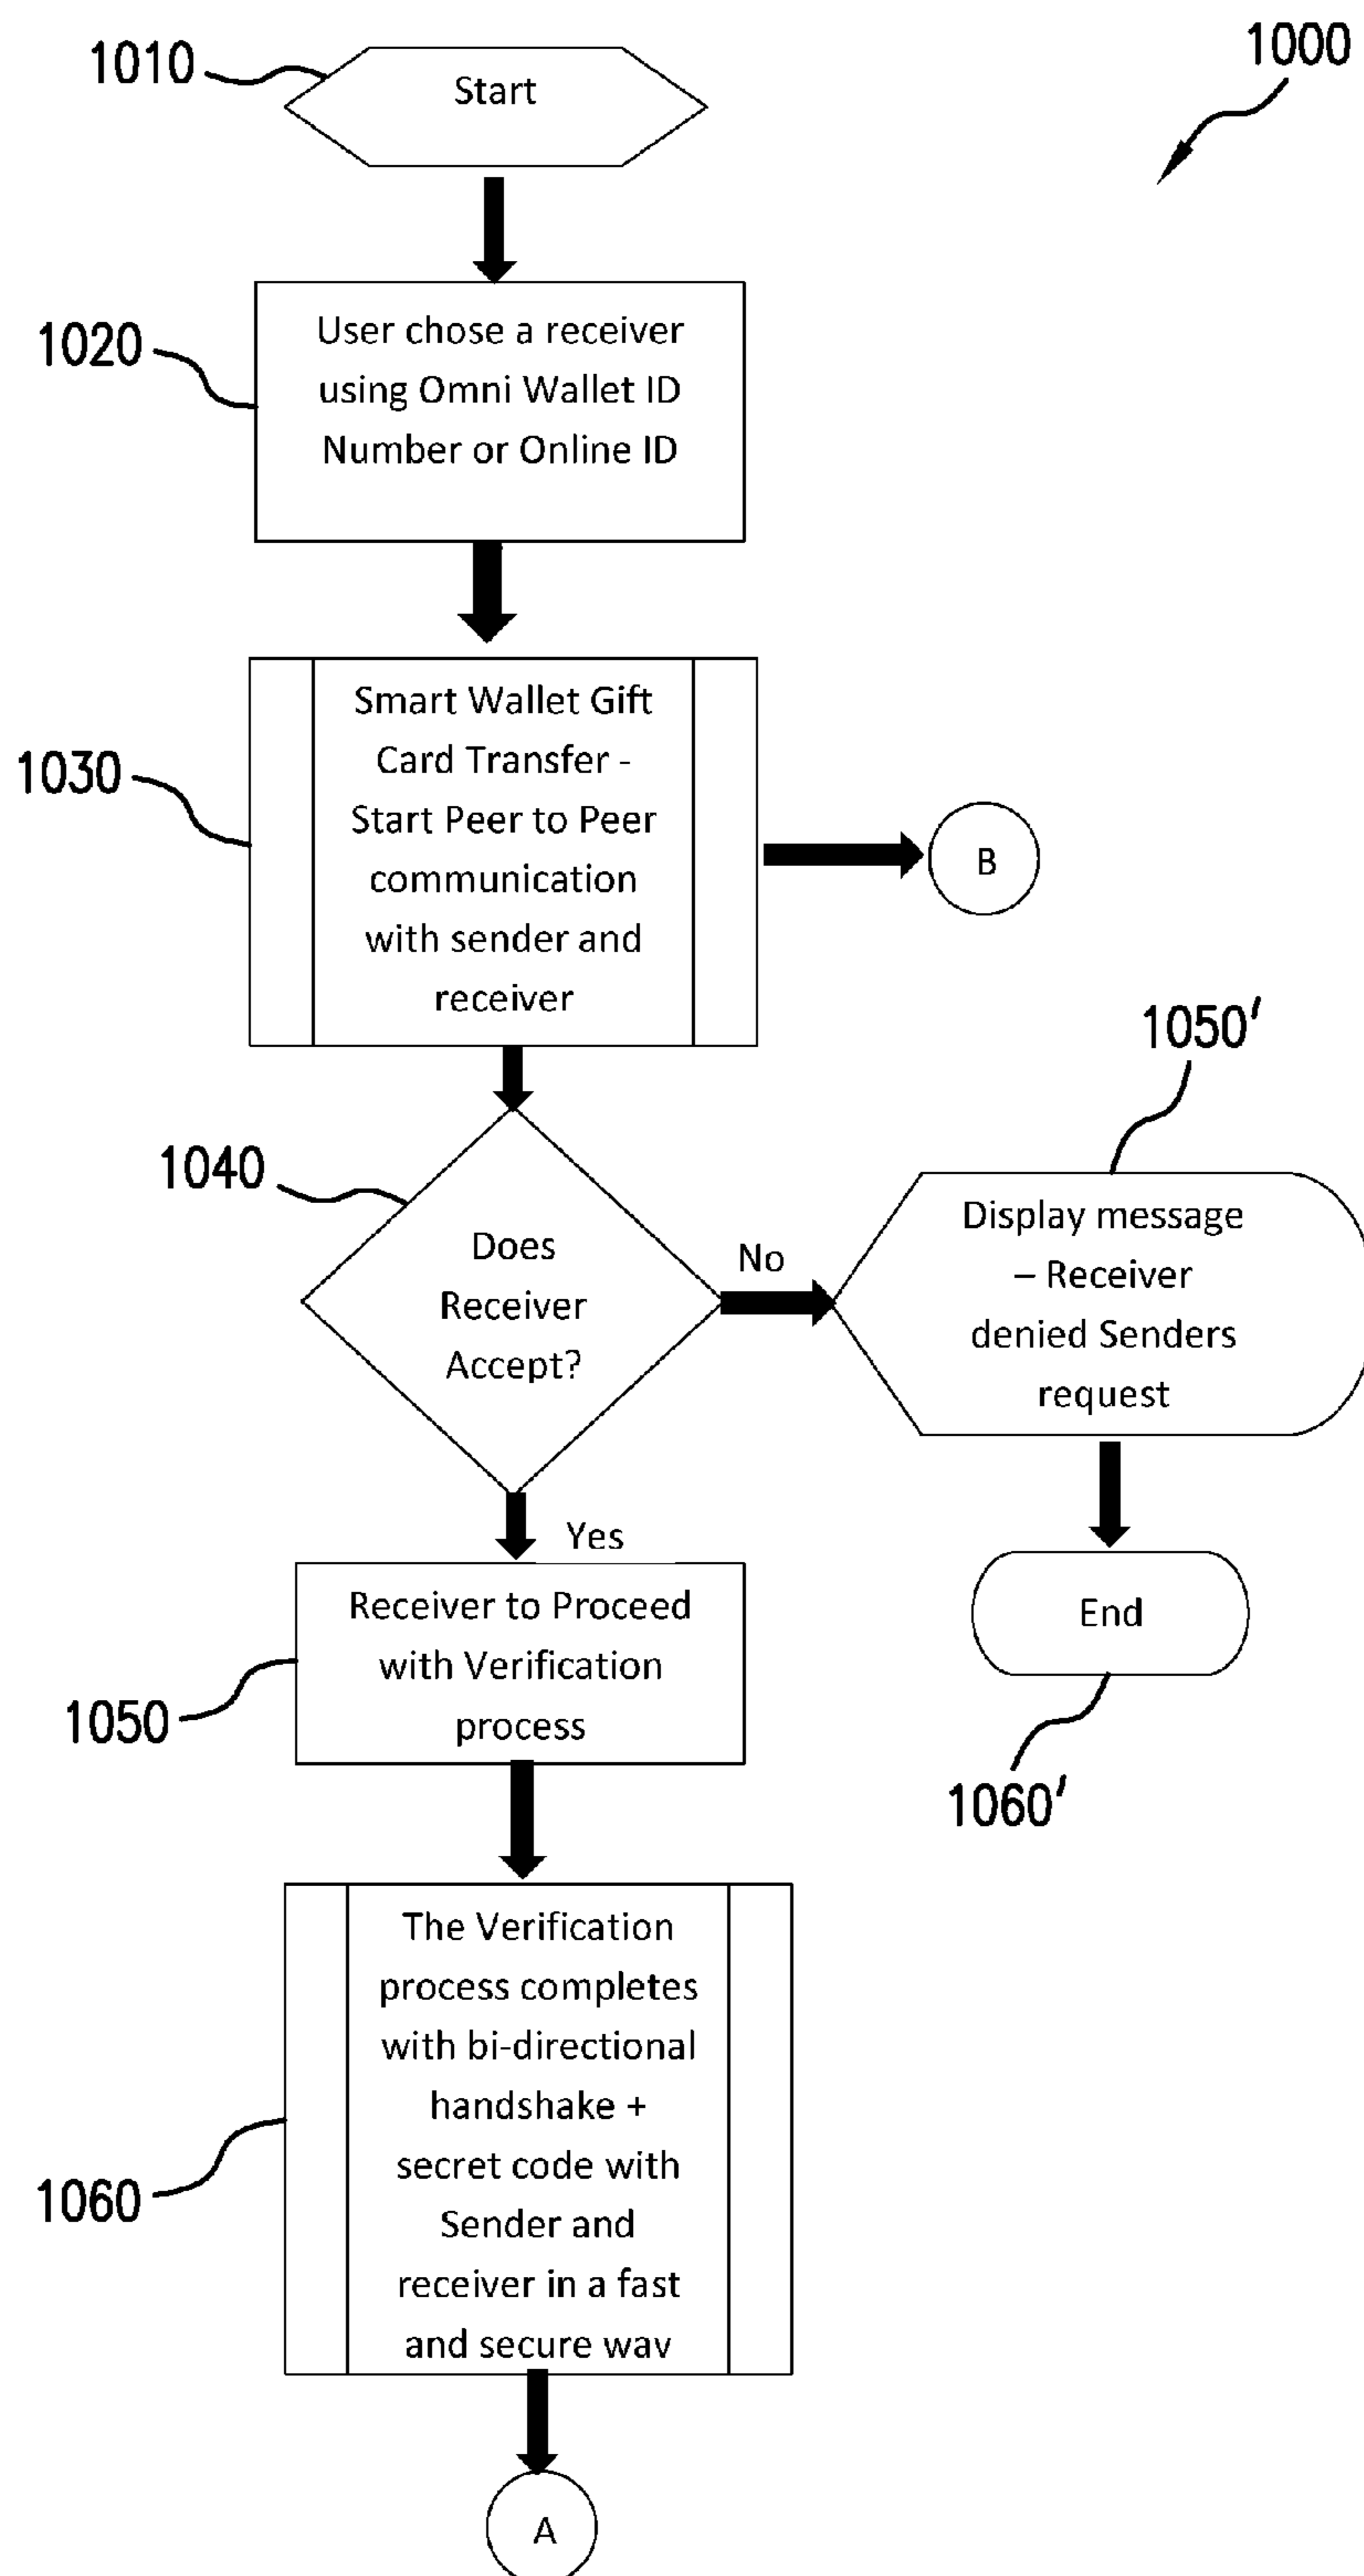 1010
Start
1000
1020
User chose a receiver
using Omni Wallet ID
Number or Online ID
1030
Smart Wallet Gift
Card Transfer -
Start Peer to Peer
communication
with sender and
receiver
B
1040
Does
Receiver
Accept?
No
1050'
Display message
– Receiver
denied Senders
request
Yes
End
1060'
1050
Receiver to Proceed
with Verification
process
1060
The Verification
process completes
with bi-directional
handshake +
secret code with
Sender and
receiver in a fast
and secure way
A